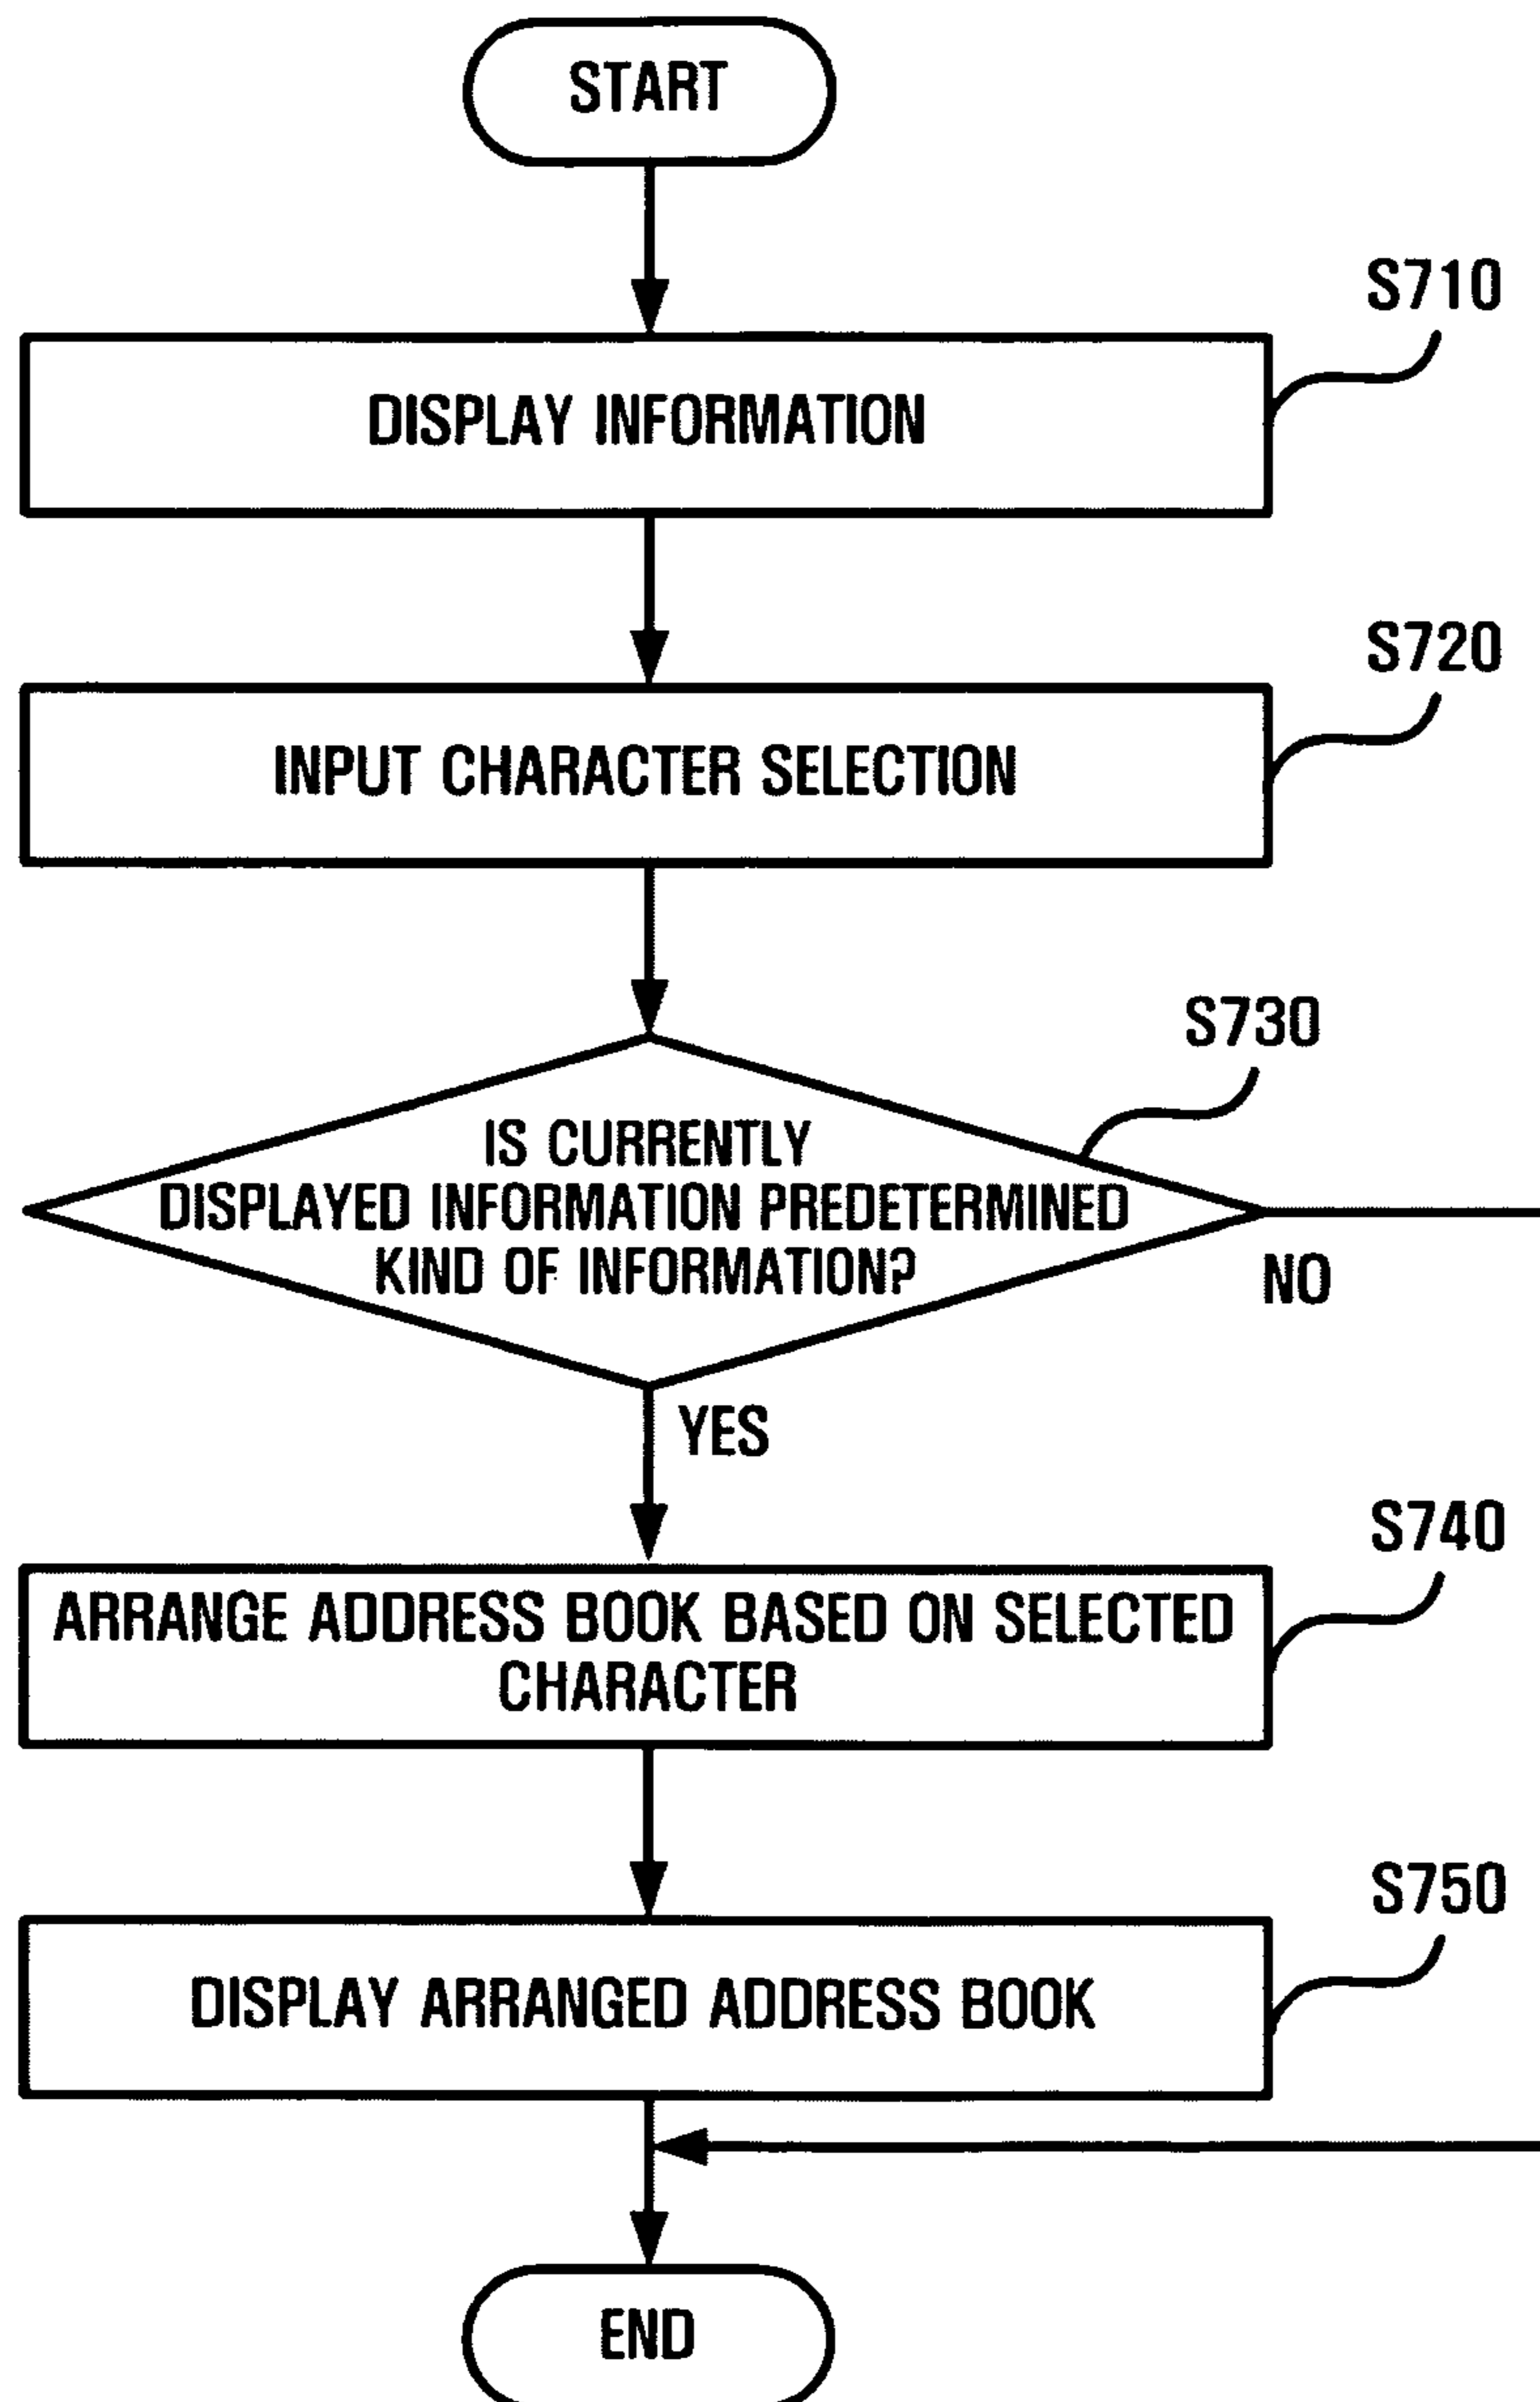 START
S710
DISPLAY INFORMATION
S720
INPUT CHARACTER SELECTION
S730
IS CURRENTLY
DISPLAYED INFORMATION PREDETERMINED
KIND OF INFORMATION?
NO
YES
S740
ARRANGE ADDRESS BOOK BASED ON SELECTED
CHARACTER
S750
DISPLAY ARRANGED ADDRESS BOOK
END